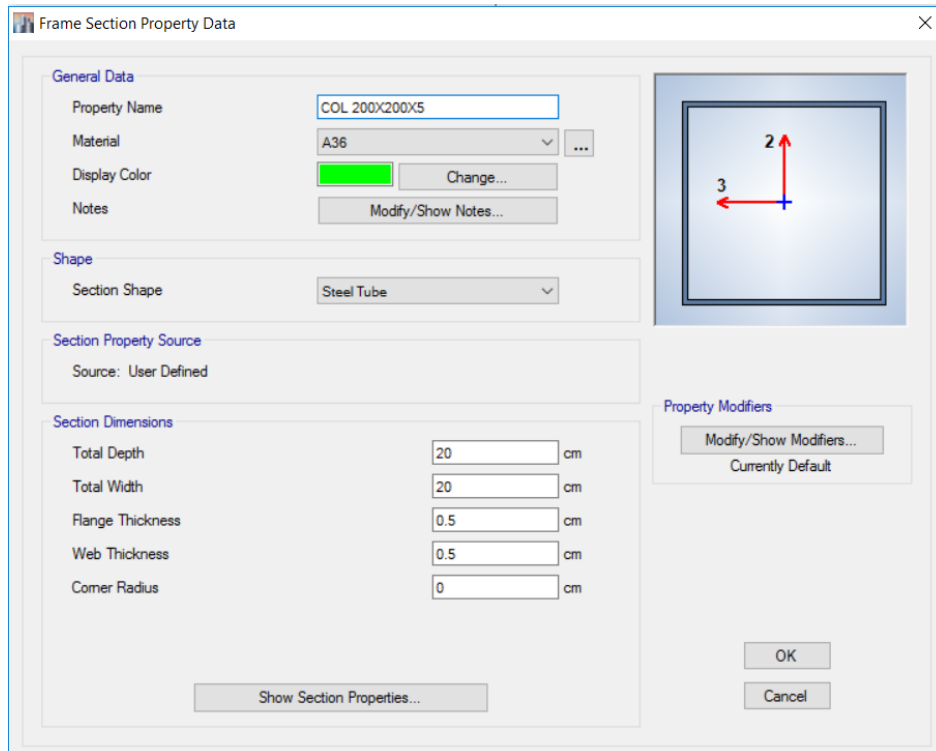 Frame Section Property Data
General Data
Property Name COL 200X200X5
Material A36 ...
Display Color Change...
Notes Modify/Show Notes...
Shape
Section Shape Steel Tube
Section Property Source
Source: User Defined
Section Dimensions
Total Depth 20 cm
Total Width 20 cm
Flange Thickness 0.5 cm
Web Thickness 0.5 cm
Corner Radius 0 cm
Show Section Properties...
2
3
Property Modifiers
Modify/Show Modifiers...
Currently Default
OK
Cancel